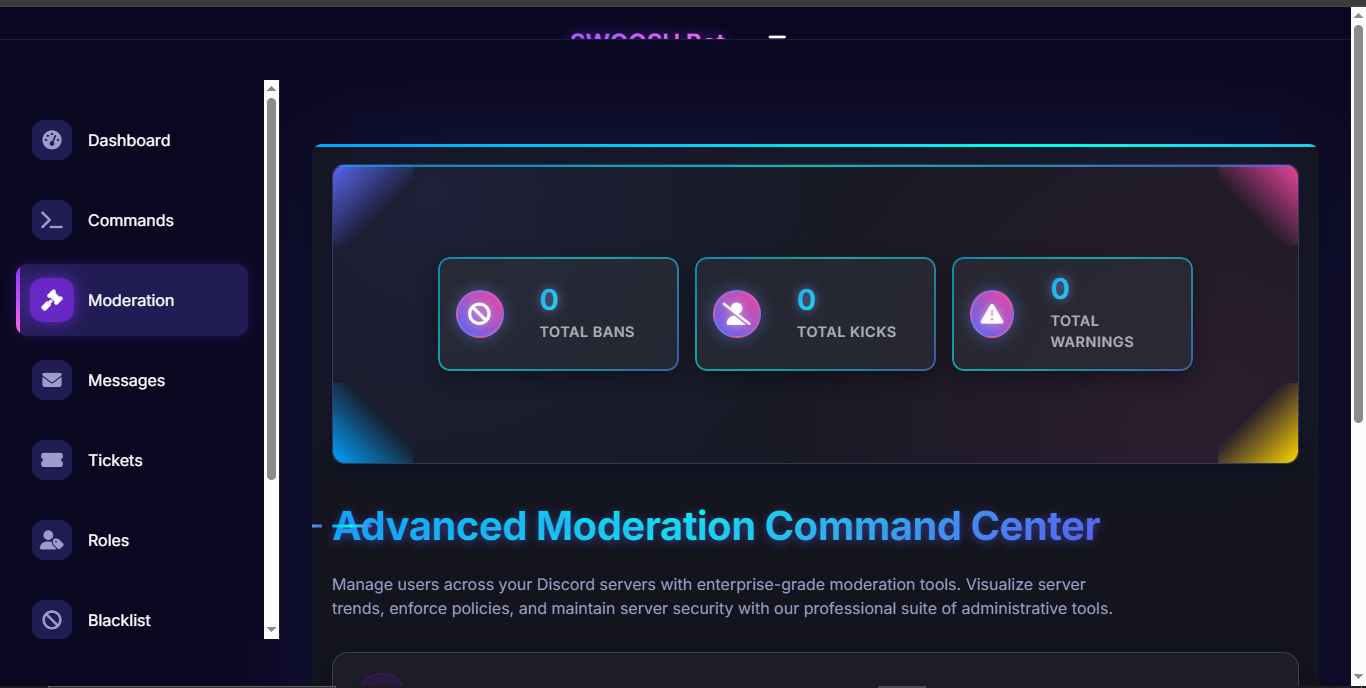 SWOOSH Bot
Dashboard
Commands
Moderation
Messages
Tickets
Roles
Blacklist
0
TOTAL BANS
0
TOTAL KICKS
0
TOTAL
WARNINGS
Advanced Moderation Command Center
Manage users across your Discord servers with enterprise-grade moderation tools. Visualize server
trends, enforce policies, and maintain server security with our professional suite of administrative tools.